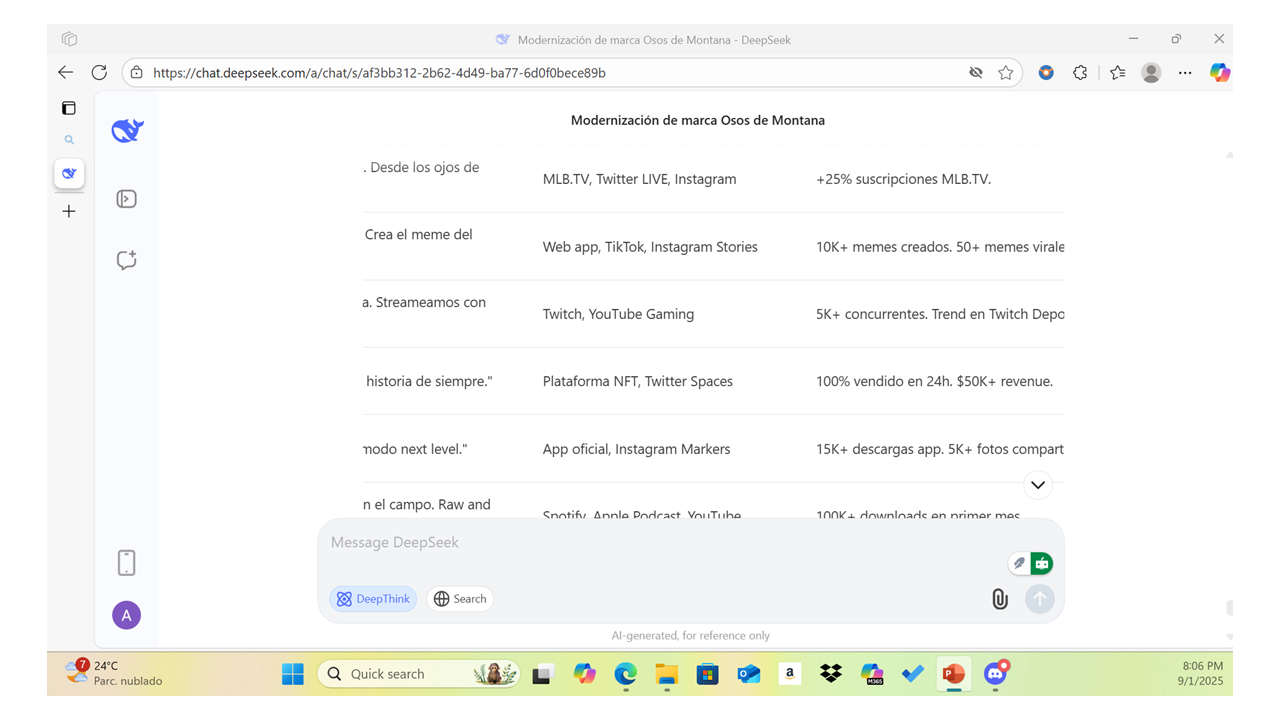 Modernización de marca Osos de Montana - DeepSeek
https://chat.deepseek.com/a/chat/s/af3bb312-2b62-4d49-ba77-6d0f0bece89b
Modernización de marca Osos de Montana
. Desde los ojos de
MLB.TV, Twitter LIVE, Instagram
+25% suscripciones MLB.TV.
Crea el meme del
Web app, TikTok, Instagram Stories
10K+ memes creados. 50+ memes virale
a. Streameamos con
Twitch, YouTube Gaming
5K+ concurrentes. Trend en Twitch Depo
historia de siempre."
Plataforma NFT, Twitter Spaces
100% vendido en 24h. $50K+ revenue.
modo next level."
App oficial, Instagram Markers
15K+ descargas app. 5K+ fotos compart
n el campo. Raw and
Spotify, Apple Podcast, YouTube
100K+ downloads en primer mes
Message DeepSeek
DeepThink
Search
A
AI-generated, for reference only
7
24°C
Parc. nublado
Quick search
a
M365
P
8:06 PM
9/1/2025